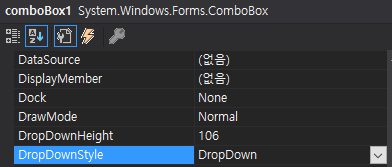 comboBox1 System.Windows.Forms.ComboBox
DataSource (없음)
DisplayMember (없음)
Dock None
DrawMode Normal
DropDownHeight 106
DropDownStyle DropDown